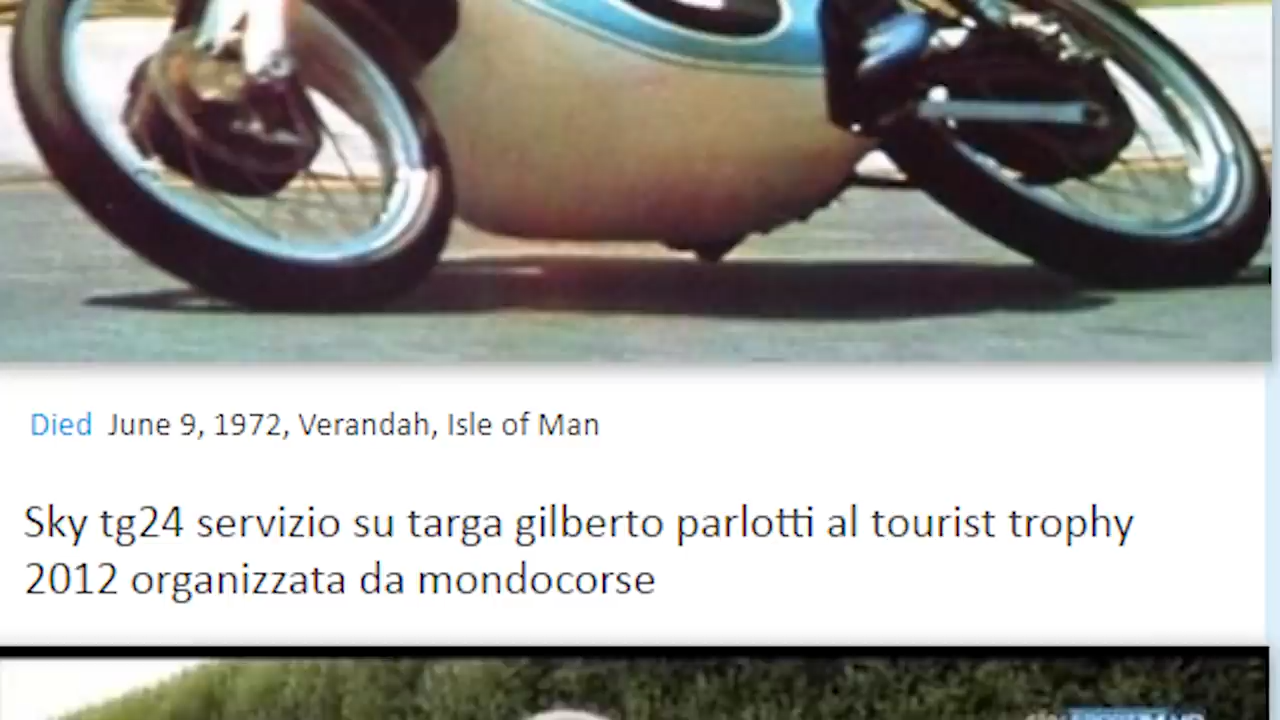 Died June 9, 1972, Verandah, Isle of Man
Sky tg24 servizio su targa gilberto parlotti al tourist trophy
2012 organizzata da mondocorse